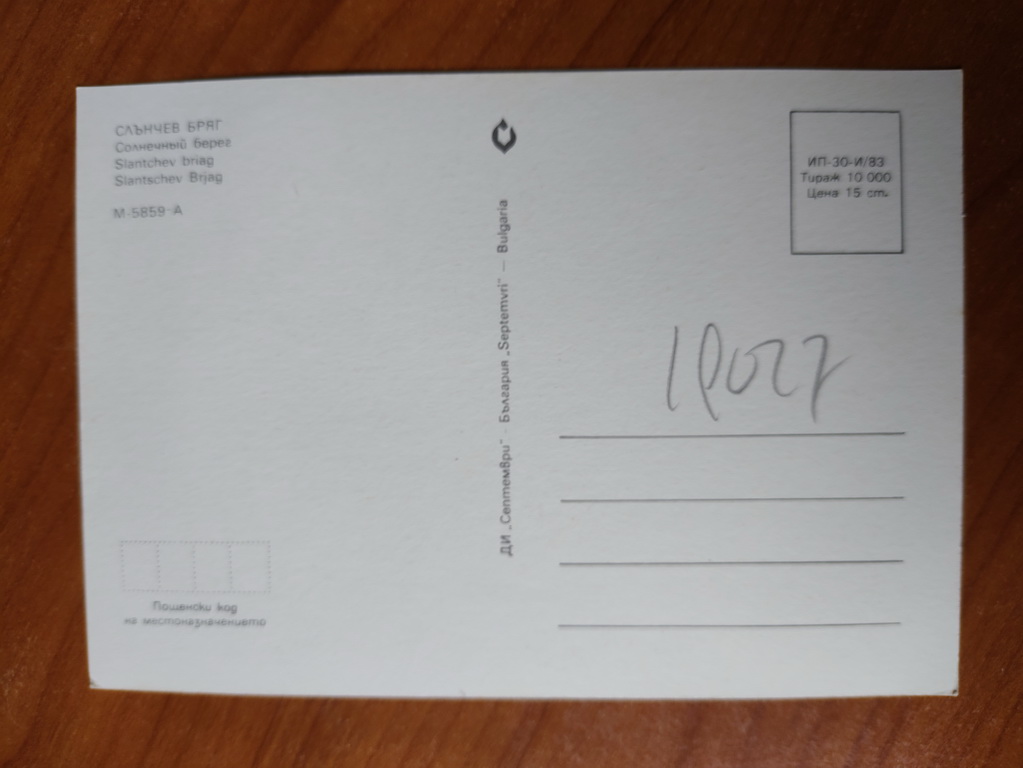 СЛЪНЧЕВ БРЯГ
Солнечный берег
Slantchev briag
Slantschev Brjag
М-5859-А
Пощенски код
на местоназначението
ДИ „Септември" - България „Septemvri" — Bulgaria
ИП-30-И/83
Тираж 10 000
Цена 15 ст.